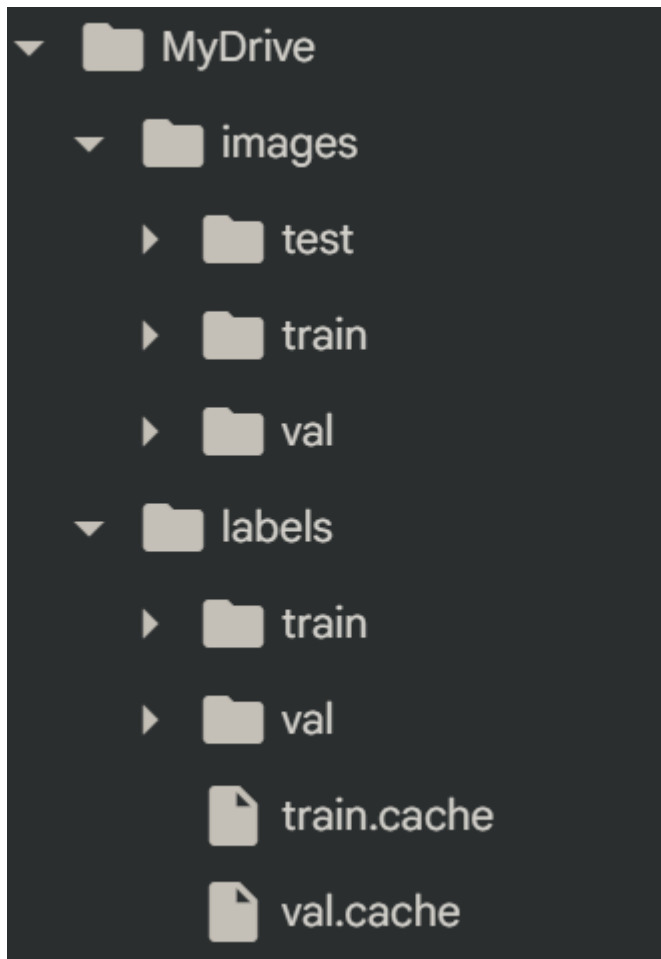 MyDrive
images
test
train
val
labels
train
val
train.cache
val.cache